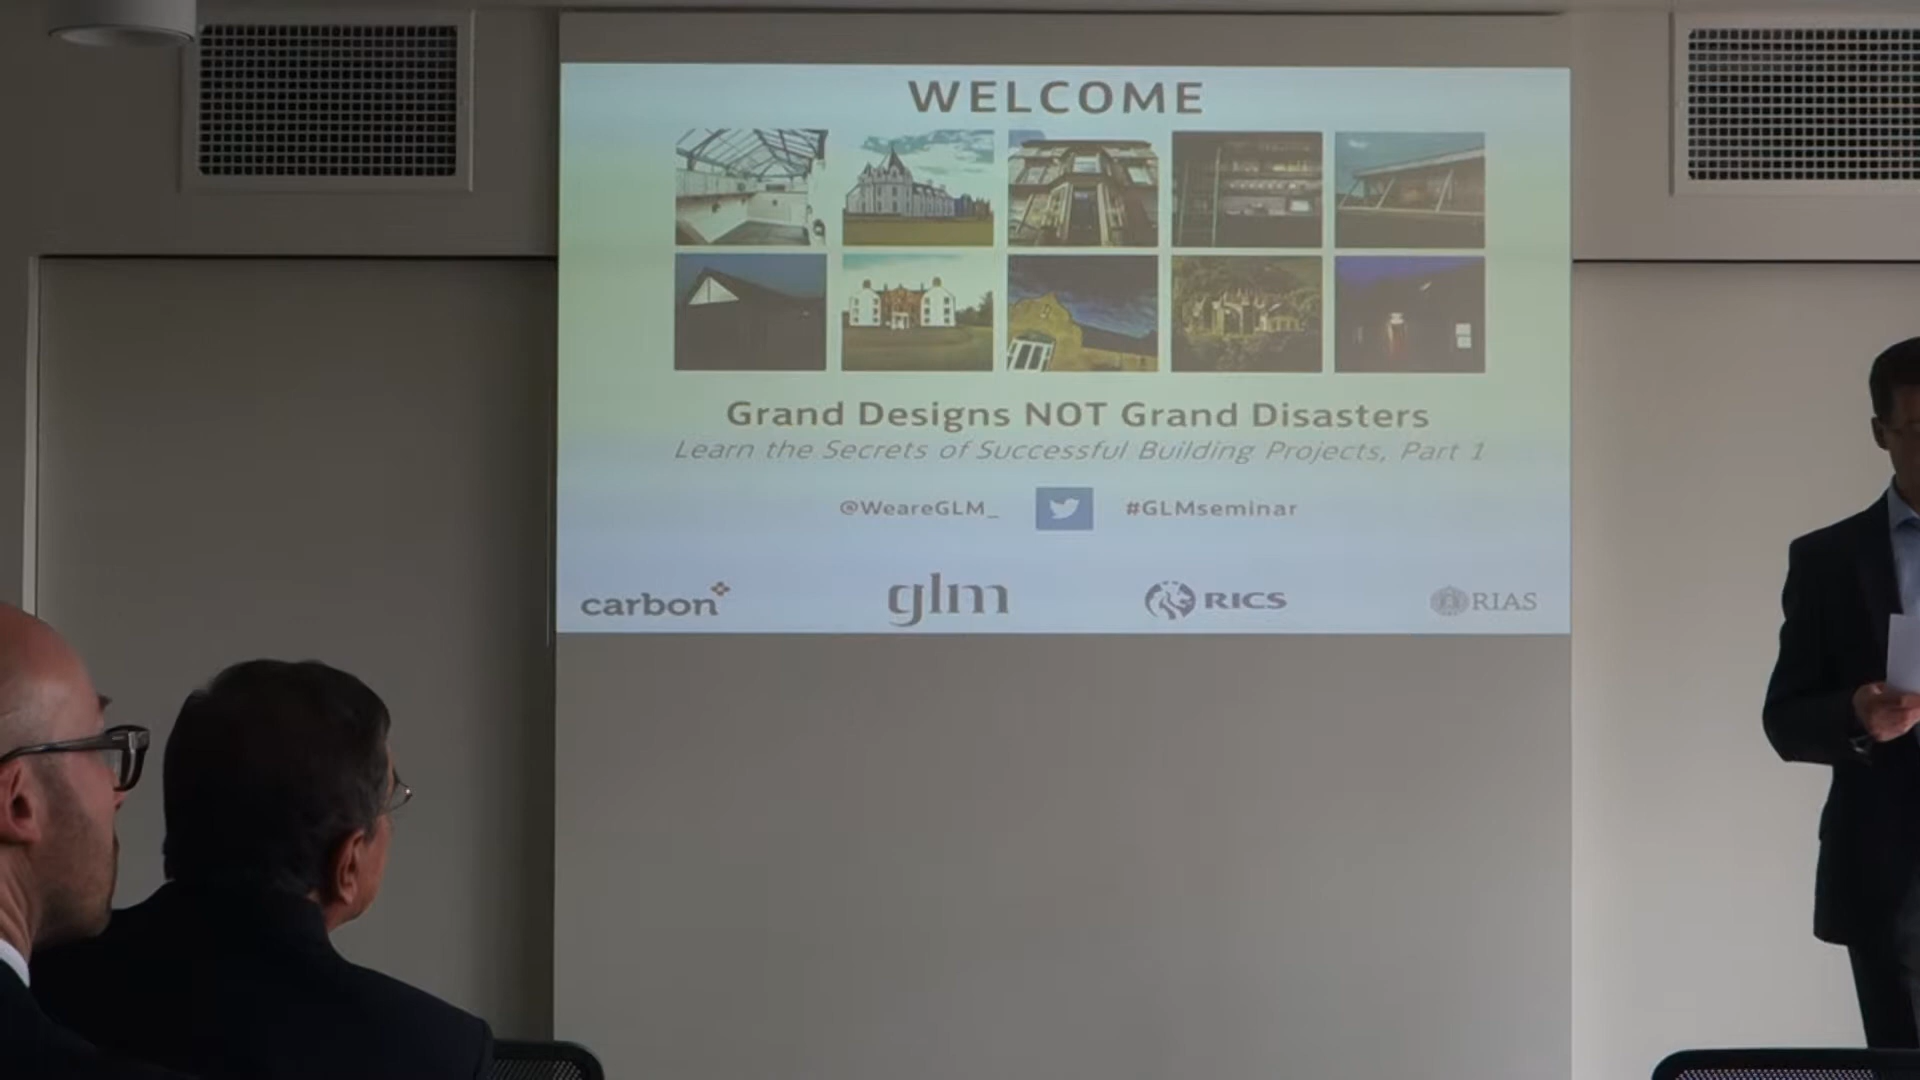 WELCOME
Grand Designs NOT Grand Disasters
Learn the Secrets of Successful Building Projects, Part 1
@WeareGLM_ #GLMseminar
carbon glm RICS RIAS